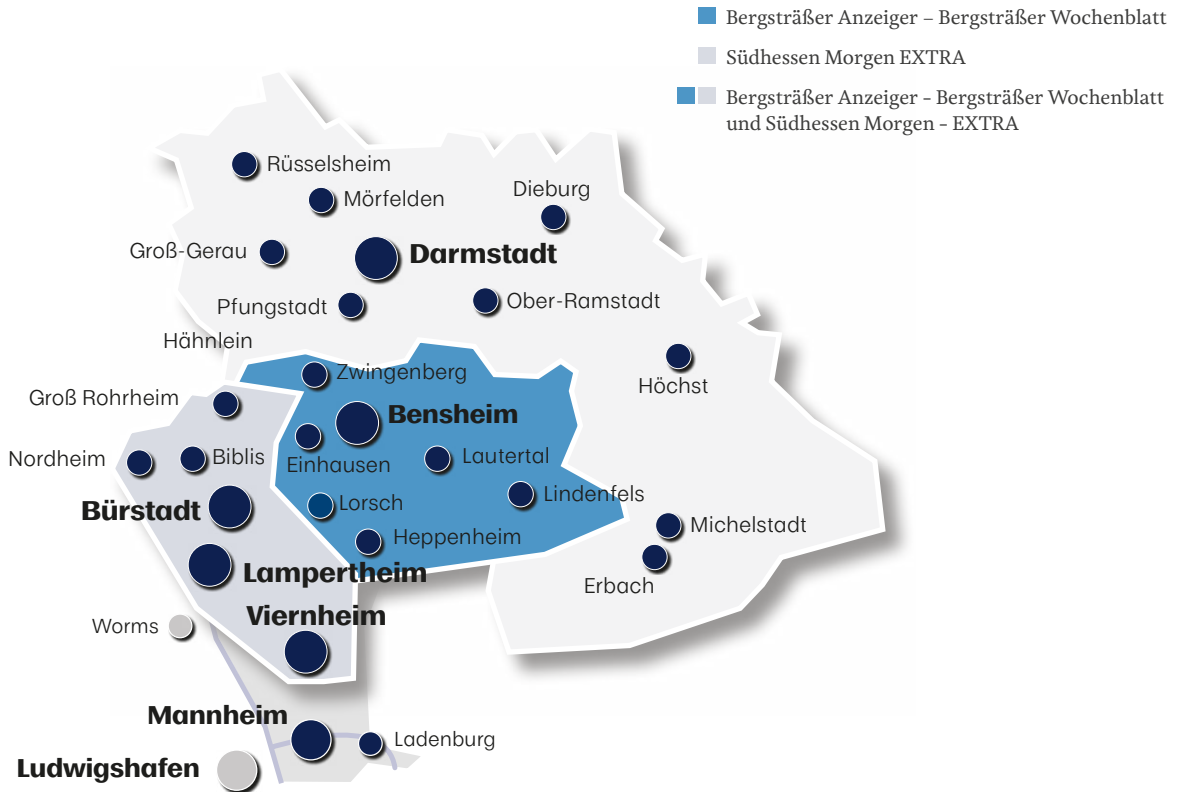 Bergsträßer Anzeiger – Bergsträßer Wochenblatt
Südhessen Morgen EXTRA
Bergsträßer Anzeiger - Bergsträßer Wochenblatt
und Südhessen Morgen - EXTRA
Rüsselsheim
Mörfelden
Dieburg
Groß-Gerau
Darmstadt
Pfungstadt
Ober-Ramstadt
Hähnlein
Zwingenberg
Höchst
Groß Rohrheim
Bensheim
Nordheim
Biblis
Einhausen
Lautertal
Lindenfels
Bürstadt
Lorsch
Michelstadt
Heppenheim
Lampertheim
Erbach
Viernheim
Worms
Mannheim
Ladenburg
Ludwigshafen